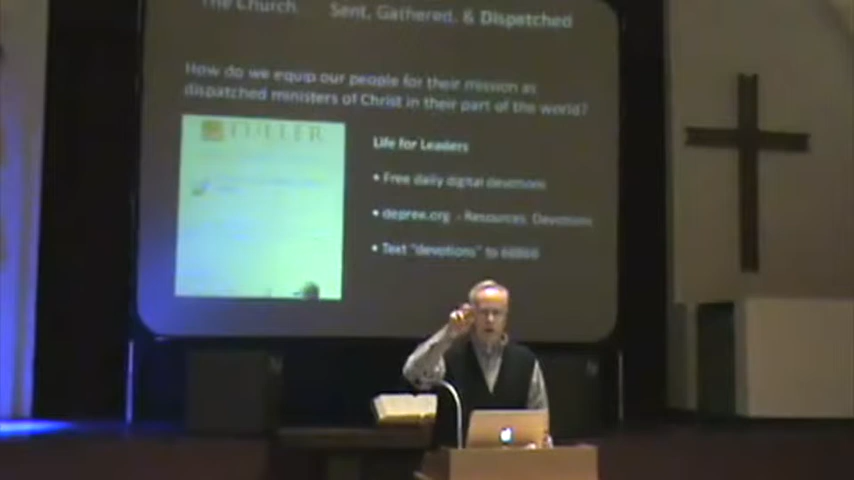 The Church   Sent, Gathered, & Dispatched
How do we equip our people for their mission as
dispatched ministers of Christ in their part of the world?
FULLER
Life for Leaders
• Free daily digital devotions
• depree.org - Resources, Devotions
• Text "devotions" to